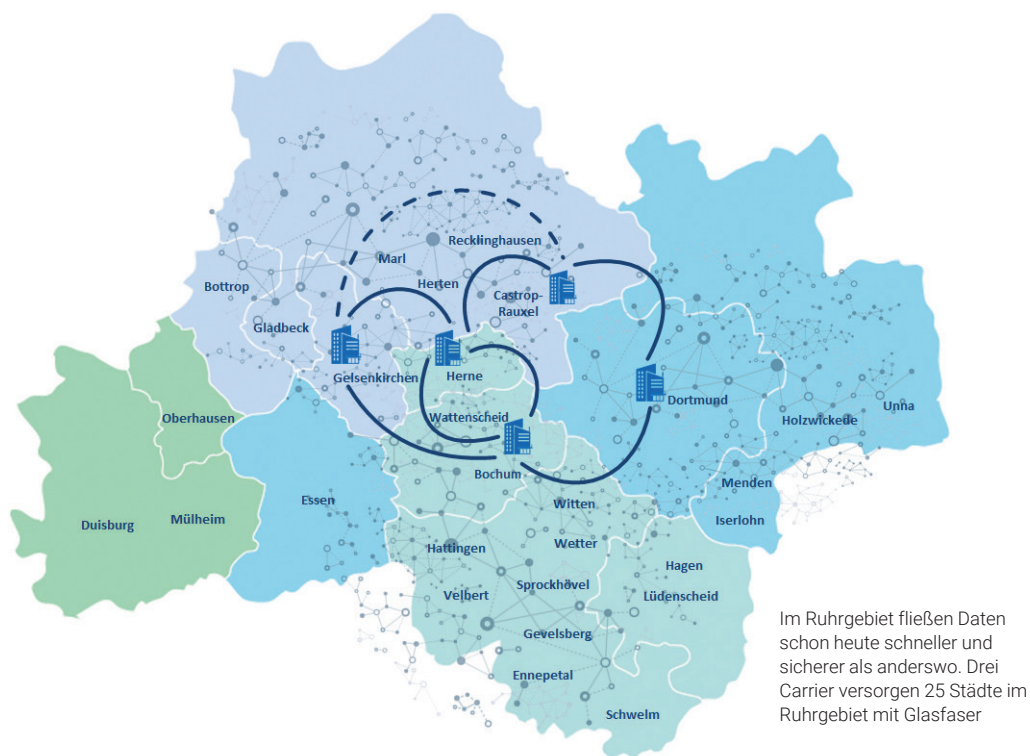 Recklinghausen
Marl
Bottrop
Herten
Castrop-
Rauxel
Gladbeck
Gelsenkirchen
Herne
Oberhausen
Wattenscheid
Dortmund
Unna
Holzwickede
Bochum
Menden
Essen
Witten
Duisburg
Mülheim
Iserlohn
Wetter
Hattingen
Hagen
Sprockhövel
Velbert
Lüdenscheid
Gevelsberg
Ennepetal
Schwelm
Im Ruhrgebiet fließen Daten
schon heute schneller und
sicherer als anderswo. Drei
Carrier versorgen 25 Städte im
Ruhrgebiet mit Glasfaser